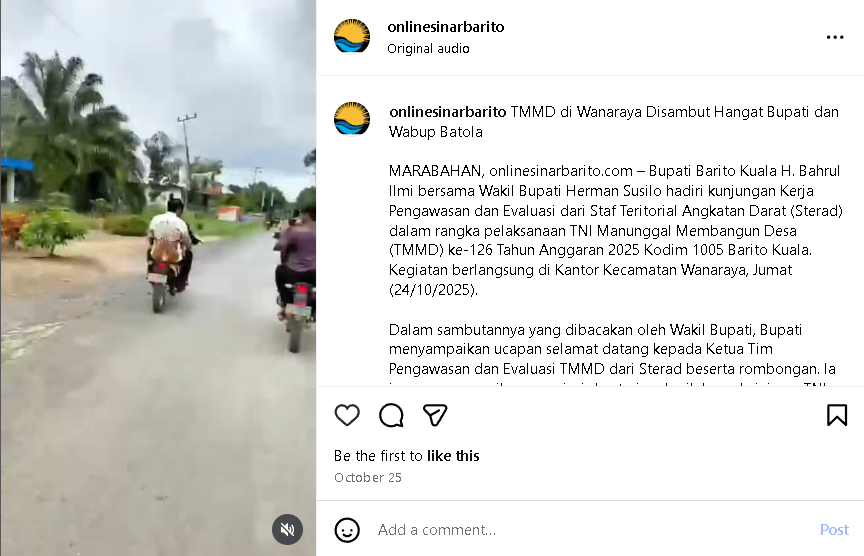 onlinesinarbarito
Original audio
onlinesinarbarito TMMD di Wanaraya Disambut Hangat Bupati dan
Wabup Batola
MARABAHAN, onlinesinarbarito.com – Bupati Barito Kuala H. Bahrul
Ilmi bersama Wakil Bupati Herman Susilo hadiri kunjungan Kerja
Pengawasan dan Evaluasi dari Staf Teritorial Angkatan Darat (Sterad)
dalam rangka pelaksanaan TNI Manunggal Membangun Desa
(TMMD) ke-126 Tahun Anggaran 2025 Kodim 1005 Barito Kuala.
Kegiatan berlangsung di Kantor Kecamatan Wanaraya, Jumat
(24/10/2025).
Dalam sambutannya yang dibacakan oleh Wakil Bupati, Bupati
menyampaikan ucapan selamat datang kepada Ketua Tim
Pengawasan dan Evaluasi TMMD dari Sterad beserta rombongan. Ia
Be the first to like this
October 25
Add a comment...
Post